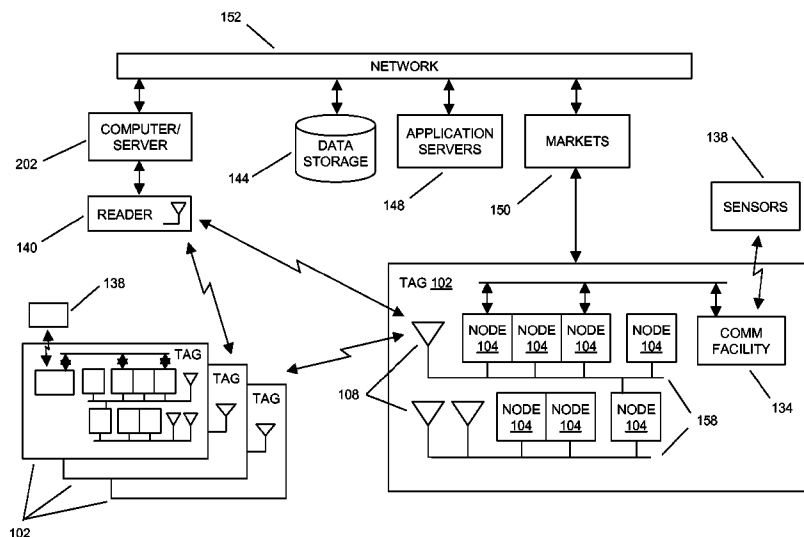 152
NETWORK
COMPUTER/
SERVER
202
DATA
STORAGE
144
APPLICATION
SERVERS
148
MARKETS
150
138
SENSORS
READER
140
138
TAG
TAG
TAG
102
TAG 102
NODE NODE NODE NODE
104 104 104 104
COMM
FACILITY
134
108
NODE NODE NODE
104 104 104
158